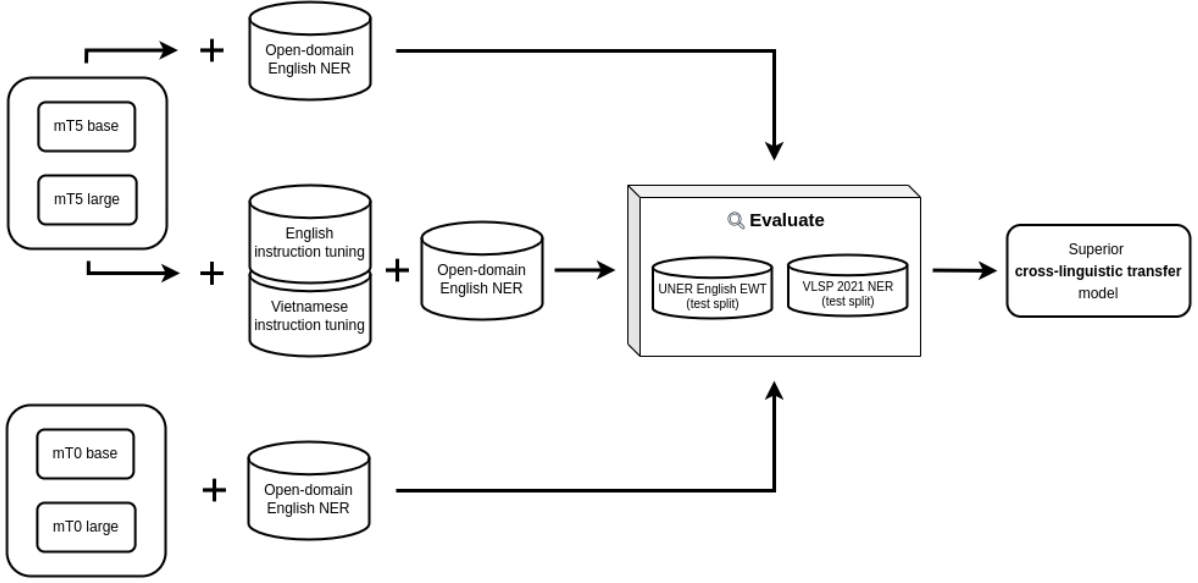 Open-domain
English NER
mT5 base
mT5 large
English
instruction tuning
Vietnamese
instruction tuning
Open-domain
English NER
Evaluate
UNER English EWT
(test split)
VLSP 2021 NER
(test split)
Superior
cross-linguistic transfer
model
mT0 base
mT0 large
Open-domain
English NER